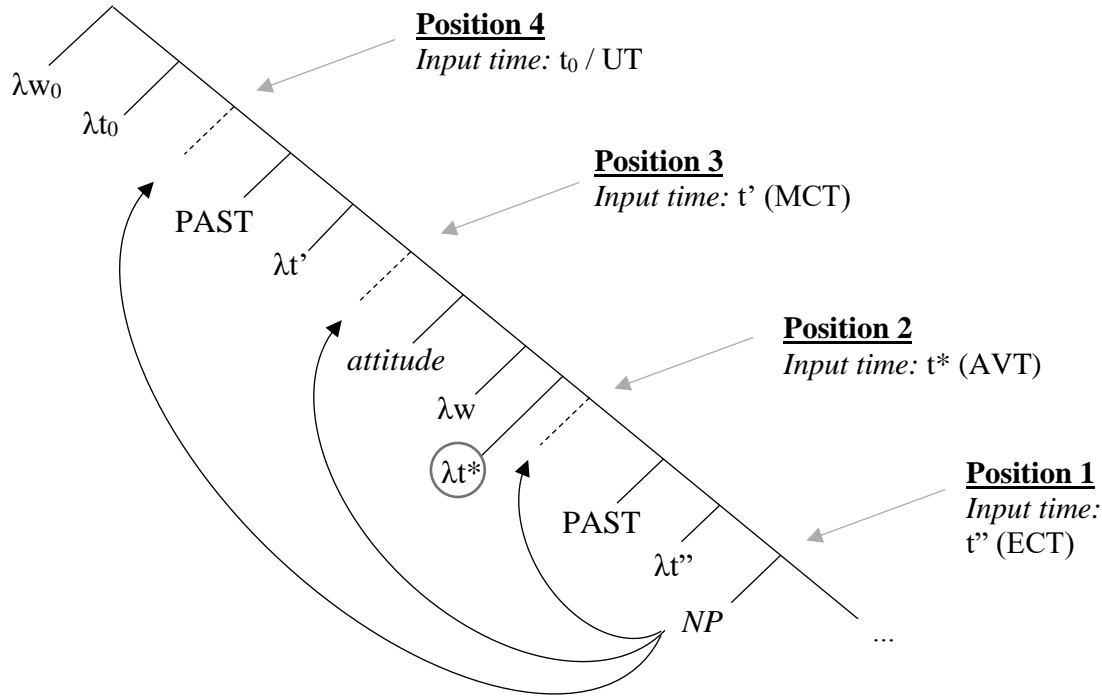 Position 4
Input time: t₀ / UT
λw₀
λt₀
Position 3
Input time: t’ (MCT)
PAST
λt’
Position 2
Input time: t* (AVT)
attitude
λw
λt*
Position 1
Input time:
t” (ECT)
PAST
λt”
NP
...